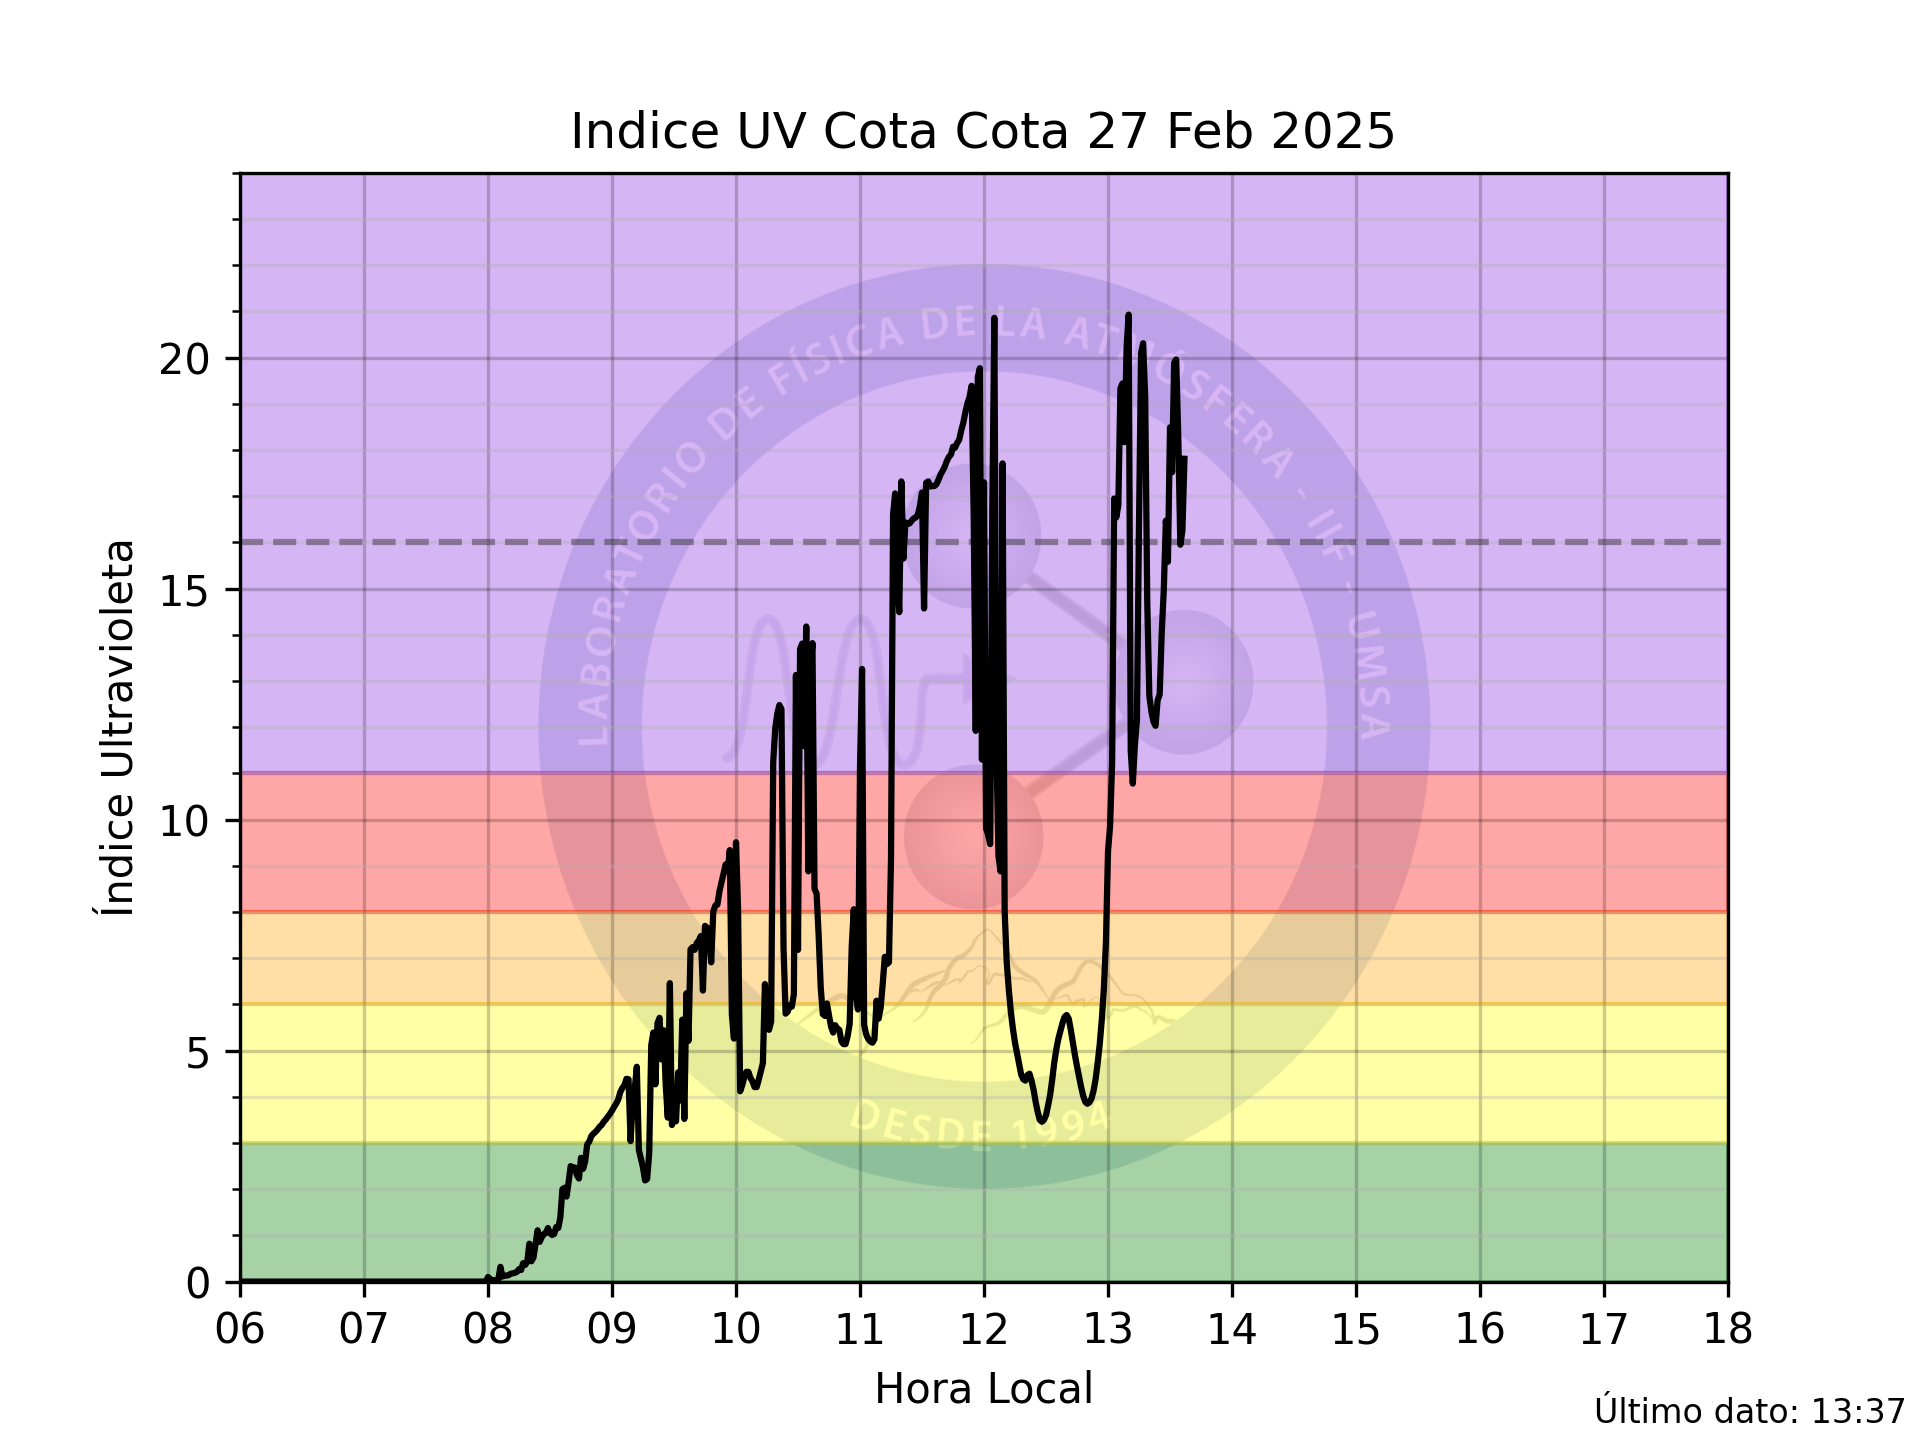 Indice UV Cota Cota 27 Feb 2025
LABORATORIO DE FÍSICA DE LA ATMÓSFERA - IIF - UMSA
DESDE 1994
Índice Ultravioleta
20
15
10
5
0
06 07 08 09 10 11 12 13 14 15 16 17 18
Hora Local
Último dato: 13:37